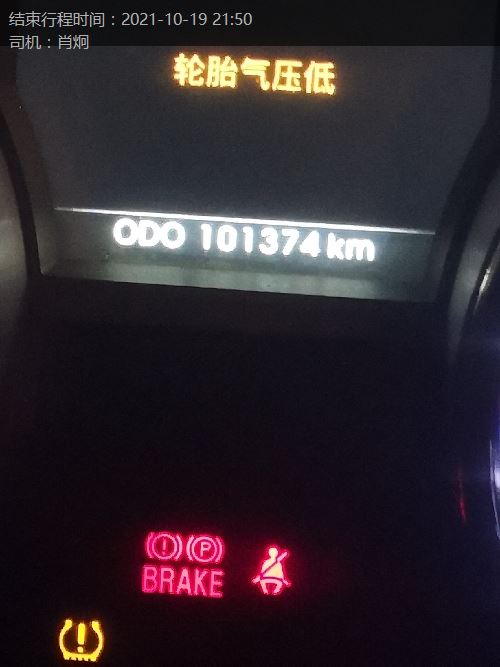 结束行程时间：2021-10-19 21:50
司机：肖炯
轮胎气压低
ODO 101374 km
(!) (P)
BRAKE